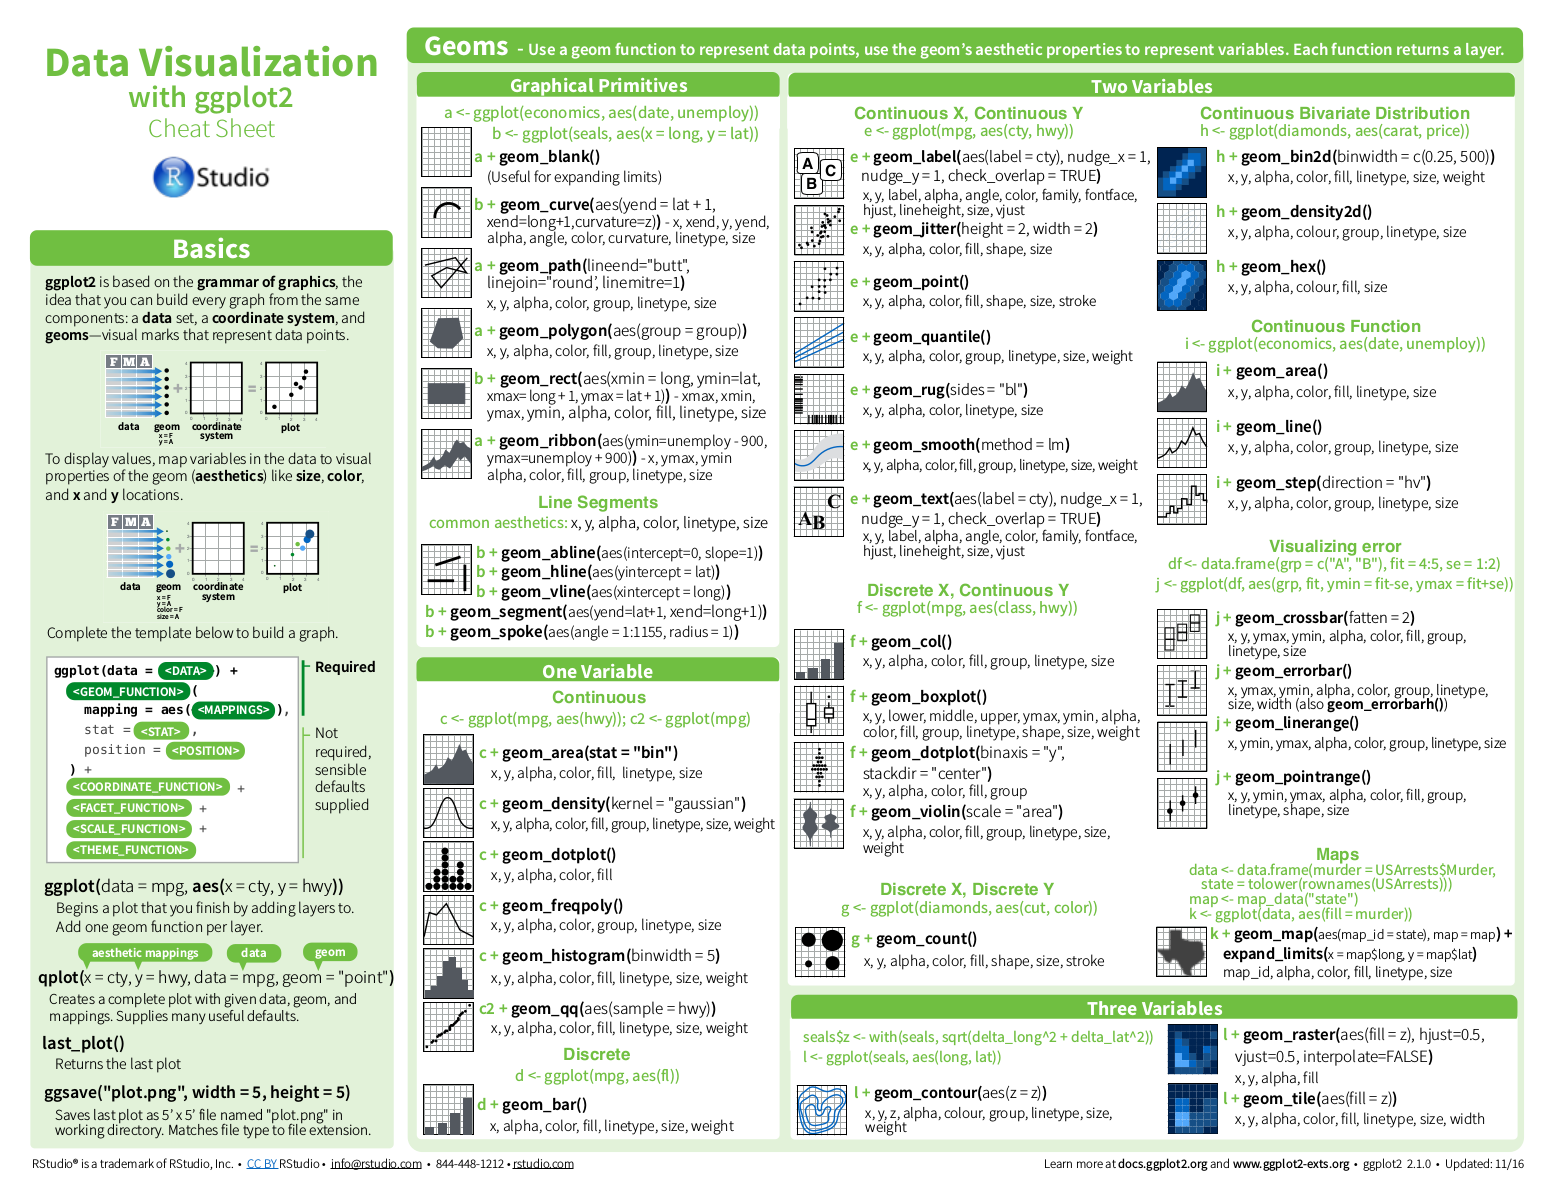 Data Visualization
with ggplot2
Cheat Sheet
R Studio
Basics
ggplot2 is based on the grammar of graphics, the
idea that you can build every graph from the same
components: a data set, a coordinate system, and
geoms—visual marks that represent data points.
F M A
data
geom
x = F
y = A
coordinate
system
plot
To display values, map variables in the data to visual
properties of the geom (aesthetics) like size, color,
and x and y locations.
F M A
data
geom
x = F
y = A
color = F
size = A
coordinate
system
plot
Complete the template below to build a graph.
ggplot(data = <DATA>) +
<GEOM_FUNCTION>(
mapping = aes(<MAPPINGS>),
stat = <STAT>,
position = <POSITION>
) +
<COORDINATE_FUNCTION> +
<FACET_FUNCTION> +
<SCALE_FUNCTION> +
<THEME_FUNCTION>
Required
Not
required,
sensible
defaults
supplied
ggplot(data = mpg, aes(x = cty, y = hwy))
Begins a plot that you finish by adding layers to.
Add one geom function per layer.
aesthetic mappings data geom
qplot(x = cty, y = hwy, data = mpg, geom = "point")
Creates a complete plot with given data, geom, and
mappings. Supplies many useful defaults.
last_plot()
Returns the last plot
ggsave("plot.png", width = 5, height = 5)
Saves last plot as 5' x 5' file named "plot.png" in
working directory. Matches file type to file extension.
Geoms - Use a geom function to represent data points, use the geom's aesthetic properties to represent variables. Each function returns a layer.
Graphical Primitives
a <- ggplot(economics, aes(date, unemploy))
b <- ggplot(seals, aes(x = long, y = lat))
a + geom_blank()
(Useful for expanding limits)
b + geom_curve(aes(yend = lat + 1,
xend=long+1,curvature=z)) - x, xend, y, yend,
alpha, angle, color, curvature, linetype, size
a + geom_path(lineend="butt",
linejoin="round', linemitre=1)
x, y, alpha, color, group, linetype, size
a + geom_polygon(aes(group = group))
x, y, alpha, color, fill, group, linetype, size
b + geom_rect(aes(xmin = long, ymin=lat,
xmax= long + 1, ymax = lat + 1)) - xmax, xmin,
ymax, ymin, alpha, color, fill, linetype, size
a + geom_ribbon(aes(ymin=unemploy - 900,
ymax=unemploy + 900)) - x, ymax, ymin
alpha, color, fill, group, linetype, size
Line Segments
common aesthetics: x, y, alpha, color, linetype, size
b + geom_abline(aes(intercept=0, slope=1))
b + geom_hline(aes(yintercept = lat))
b + geom_vline(aes(xintercept = long))
b + geom_segment(aes(yend=lat+1, xend=long+1))
b + geom_spoke(aes(angle = 1:1155, radius = 1))
One Variable
Continuous
c <- ggplot(mpg, aes(hwy)); c2 <- ggplot(mpg)
c + geom_area(stat = "bin")
x, y, alpha, color, fill, linetype, size
c + geom_density(kernel = "gaussian")
x, y, alpha, color, fill, group, linetype, size, weight
c + geom_dotplot()
x, y, alpha, color, fill
c + geom_freqpoly()
x, y, alpha, color, group, linetype, size
c + geom_histogram(binwidth = 5)
x, y, alpha, color, fill, linetype, size, weight
c2 + geom_qq(aes(sample = hwy))
x, y, alpha, color, fill, linetype, size, weight
Discrete
d <- ggplot(mpg, aes(fl))
d + geom_bar()
x, alpha, color, fill, linetype, size, weight
Two Variables
Continuous X, Continuous Y
e <- ggplot(mpg, aes(cty, hwy))
A B C
e + geom_label(aes(label = cty), nudge_x = 1,
nudge_y = 1, check_overlap = TRUE)
x, y, label, alpha, angle, color, family, fontface,
hjust, lineheight, size, vjust
e + geom_jitter(height = 2, width = 2)
x, y, alpha, color, fill, shape, size
e + geom_point()
x, y, alpha, color, fill, shape, size, stroke
e + geom_quantile()
x, y, alpha, color, group, linetype, size, weight
e + geom_rug(sides = "bl")
x, y, alpha, color, linetype, size
e + geom_smooth(method = lm)
x, y, alpha, color, fill, group, linetype, size, weight
A B C
e + geom_text(aes(label = cty), nudge_x = 1,
nudge_y = 1, check_overlap = TRUE)
x, y, label, alpha, angle, color, family, fontface,
hjust, lineheight, size, vjust
Discrete X, Continuous Y
f <- ggplot(mpg, aes(class, hwy))
f + geom_col()
x, y, alpha, color, fill, group, linetype, size
f + geom_boxplot()
x, y, lower, middle, upper, ymax, ymin, alpha,
color, fill, group, linetype, shape, size, weight
f + geom_dotplot(binaxis = "y",
stackdir = "center")
x, y, alpha, color, fill, group
f + geom_violin(scale = "area")
x, y, alpha, color, fill, group, linetype, size,
weight
Discrete X, Discrete Y
g <- ggplot(diamonds, aes(cut, color))
g + geom_count()
x, y, alpha, color, fill, shape, size, stroke
Continuous Bivariate Distribution
h <- ggplot(diamonds, aes(carat, price))
h + geom_bin2d(binwidth = c(0.25, 500))
x, y, alpha, color, fill, linetype, size, weight
h + geom_density2d()
x, y, alpha, colour, group, linetype, size
h + geom_hex()
x, y, alpha, colour, fill, size
Continuous Function
i <- ggplot(economics, aes(date, unemploy))
i + geom_area()
x, y, alpha, color, fill, linetype, size
i + geom_line()
x, y, alpha, color, group, linetype, size
i + geom_step(direction = "hv")
x, y, alpha, color, group, linetype, size
Visualizing error
df <- data.frame(grp = c("A", "B"), fit = 4:5, se = 1:2)
j <- ggplot(df, aes(grp, fit, ymin = fit-se, ymax = fit+se))
j + geom_crossbar(fatten = 2)
x, y, ymax, ymin, alpha, color, fill, group,
linetype, size
j + geom_errorbar()
x, ymax, ymin, alpha, color, group, linetype,
size, width (also geom_errorbarh())
j + geom_linerange()
x, ymin, ymax, alpha, color, group, linetype, size
j + geom_pointrange()
x, y, ymin, ymax, alpha, color, fill, group,
linetype, shape, size
Maps
data <- data.frame(murder = USArrests$Murder,
state = tolower(rownames(USArrests)))
map <- map_data("state")
k <- ggplot(data, aes(fill = murder))
k + geom_map(aes(map_id = state), map = map) +
expand_limits(x = map$long, y = map$lat)
map_id, alpha, color, fill, linetype, size
Three Variables
seals$z <- with(seals, sqrt(delta_long^2 + delta_lat^2))
l <- ggplot(seals, aes(long, lat))
l + geom_contour(aes(z = z))
x, y, z, alpha, colour, group, linetype, size,
weight
l + geom_raster(aes(fill = z), hjust=0.5,
vjust=0.5, interpolate=FALSE)
x, y, alpha, fill
l + geom_tile(aes(fill = z))
x, y, alpha, color, fill, linetype, size, width
RStudio® is a trademark of RStudio, Inc. • CC BY RStudio • info@rstudio.com • 844-448-1212 • rstudio.com
Learn more at docs.ggplot2.org and www.ggplot2-exts.org • ggplot2 2.1.0 • Updated: 11/16